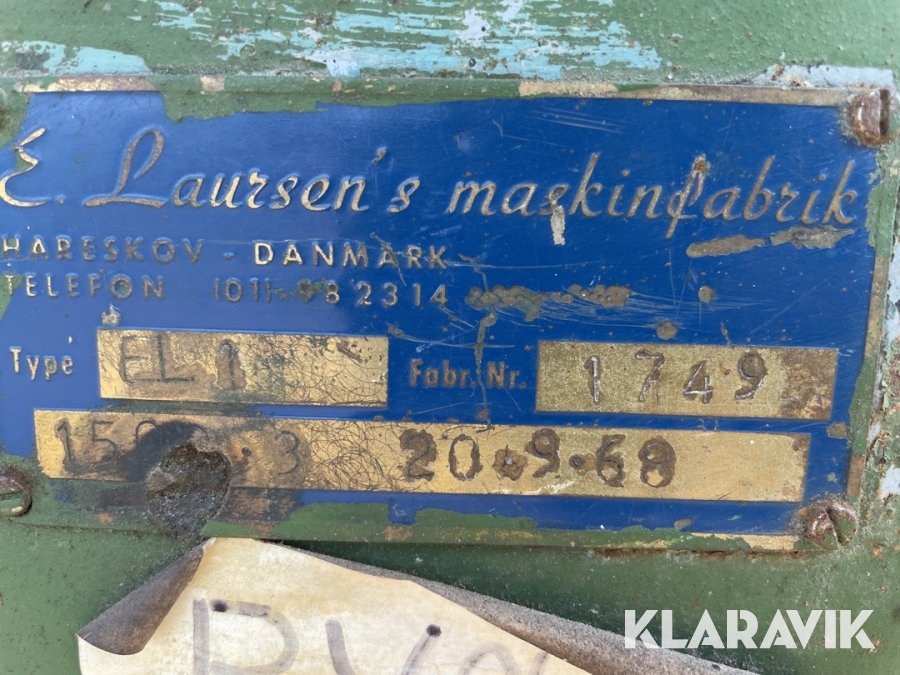 E. Laursen's maskinfabrik
HARESKOV - DANMARK
TELEFON (01) 98 2314
Type EL 1 Fabr. Nr. 1749
20.9.68
KLARAVIK